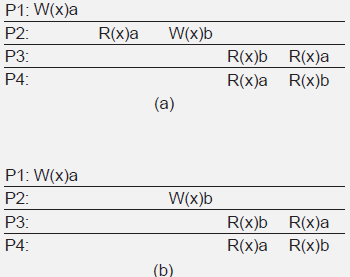 P1: W(x)a
P2: R(x)a W(x)b
P3: R(x)b R(x)a
P4: R(x)a R(x)b
(a)
P1: W(x)a
P2: W(x)b
P3: R(x)b R(x)a
P4: R(x)a R(x)b
(b)